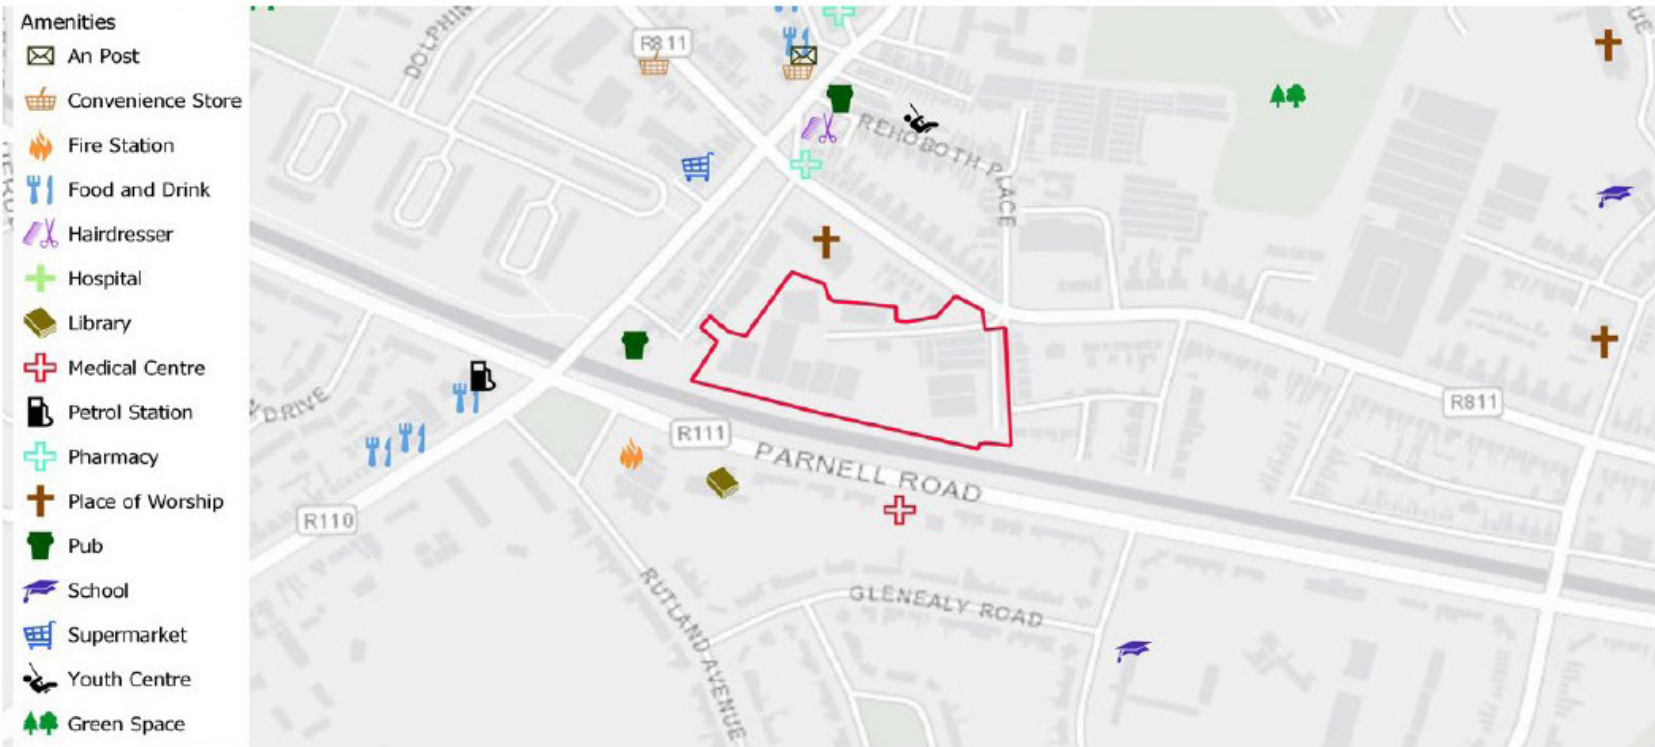 Amenities
An Post
Convenience Store
Fire Station
Food and Drink
Hairdresser
Hospital
Library
Medical Centre
Petrol Station
Pharmacy
Place of Worship
Pub
School
Supermarket
Youth Centre
Green Space
DOLPHIN
R811
REHOBOTH PLACE
UE
DRIVE
R111
PARNELL ROAD
R811
R110
RUTLAND AVENUE
GLENEALY ROAD